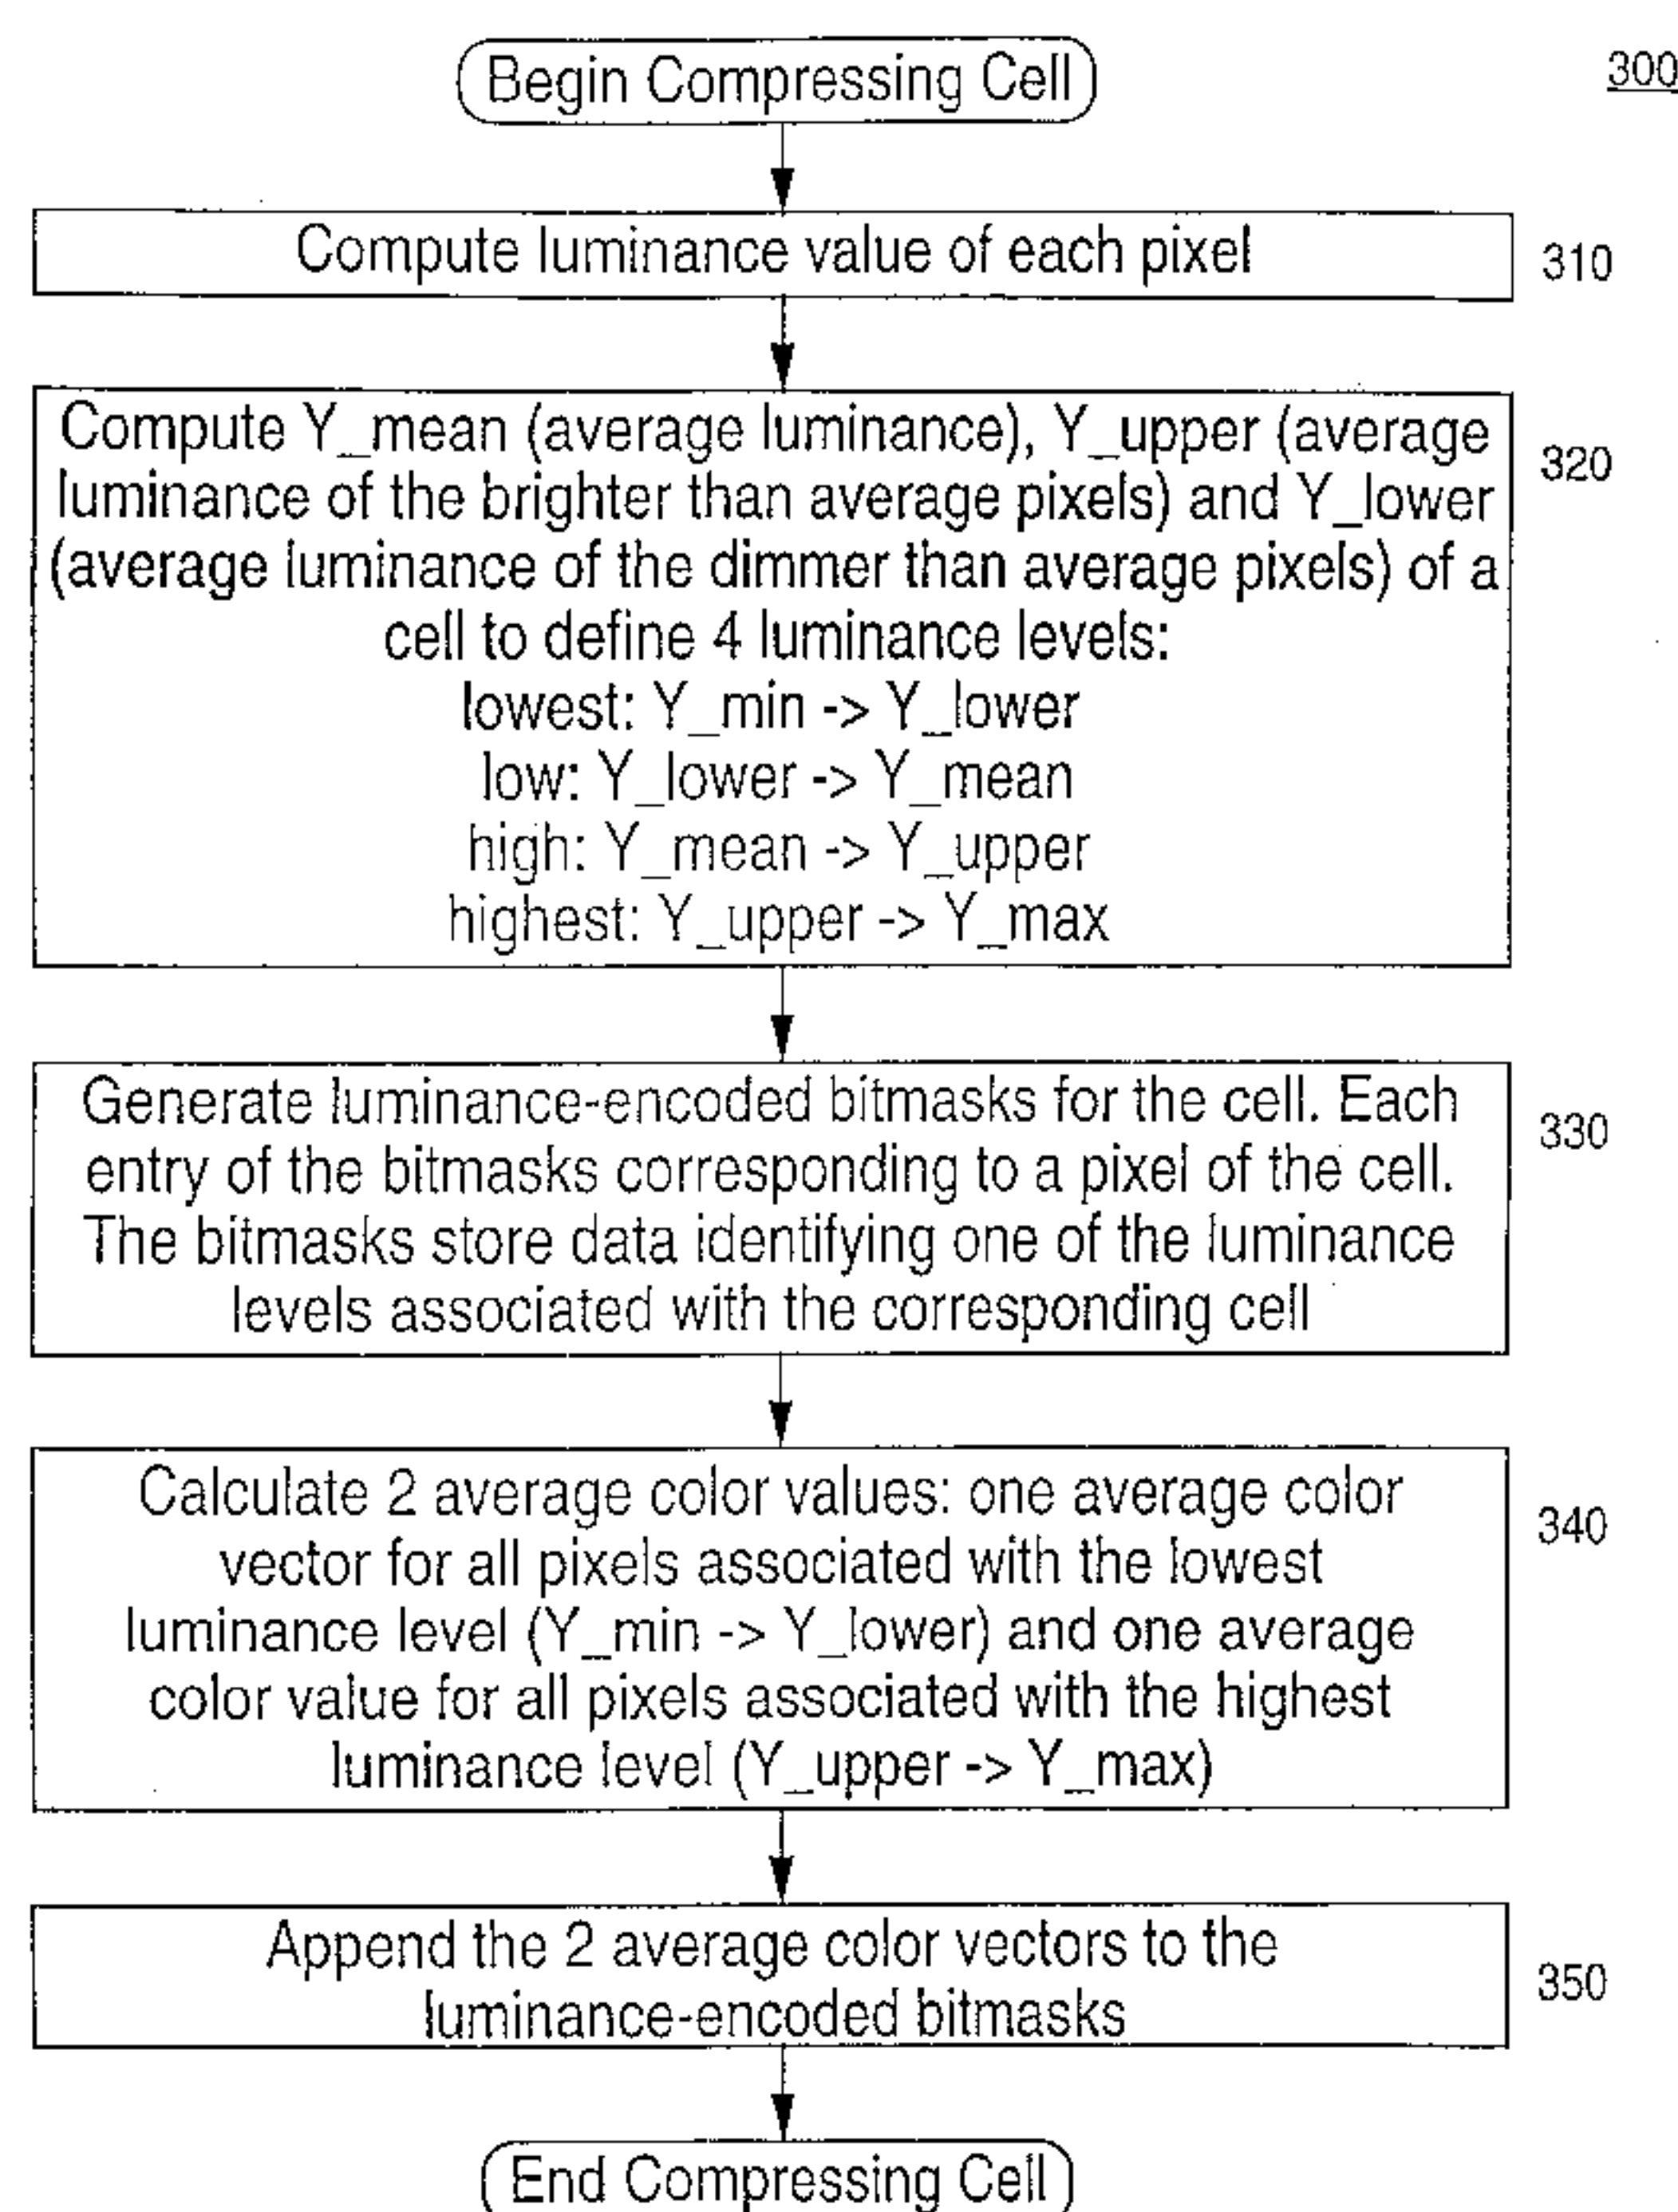 Begin Compressing Cell
300
Compute luminance value of each pixel
310
Compute Y_mean (average luminance), Y_upper (average
luminance of the brighter than average pixels) and Y_lower
(average luminance of the dimmer than average pixels) of a
cell to define 4 luminance levels:
lowest: Y_min -> Y_lower
low: Y_lower -> Y_mean
high: Y_mean -> Y_upper
highest: Y_upper -> Y_max
320
Generate luminance-encoded bitmasks for the cell. Each
entry of the bitmasks corresponding to a pixel of the cell.
The bitmasks store data identifying one of the luminance
levels associated with the corresponding cell
330
Calculate 2 average color values: one average color
vector for all pixels associated with the lowest
luminance level (Y_min -> Y_lower) and one average
color value for all pixels associated with the highest
luminance level (Y_upper -> Y_max)
340
Append the 2 average color vectors to the
luminance-encoded bitmasks
350
End Compressing Cell